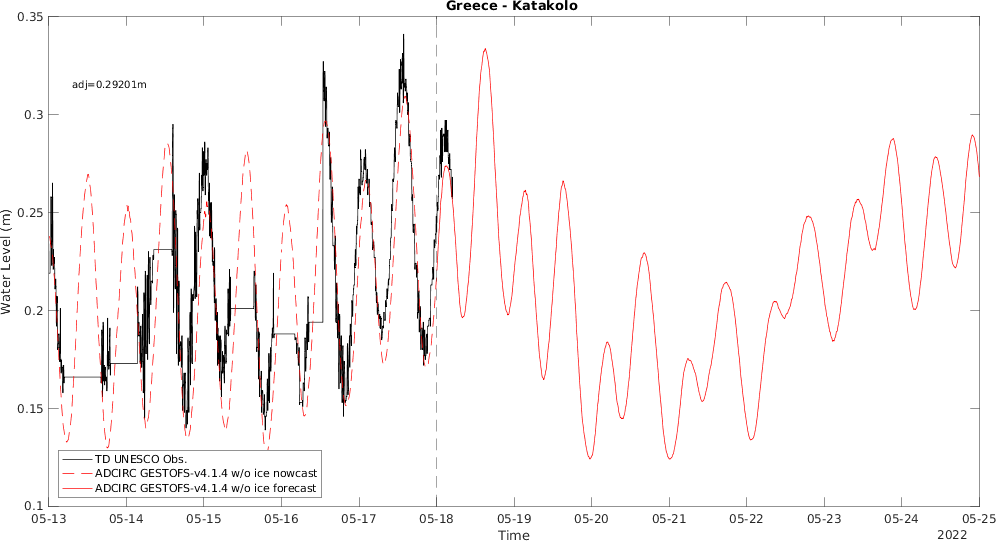 Greece - Katakolo
0.35
0.3
0.25
0.2
0.15
0.1
Water Level (m)
adj=0.29201m
TD UNESCO Obs.
ADCIRC GESTOFS-v4.1.4 w/o ice nowcast
ADCIRC GESTOFS-v4.1.4 w/o ice forecast
05-13 05-14 05-15 05-16 05-17 05-18 05-19 05-20 05-21 05-22 05-23 05-24 05-25
Time
2022